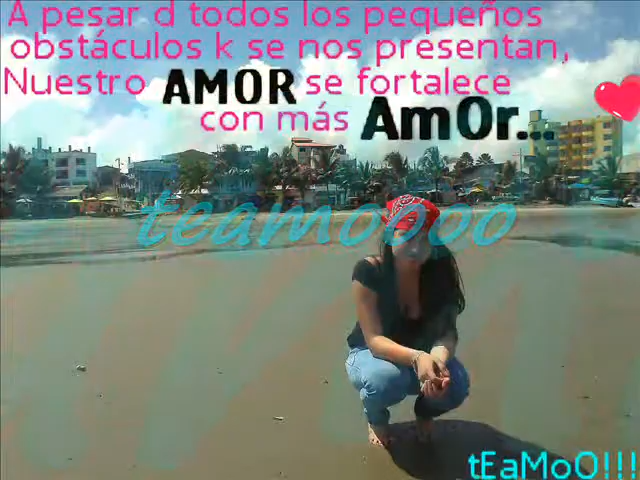 A pesar d todos los pequeños
obstáculos k se nos presentan,
Nuestro AMOR se fortalece
con más AmOr...
teamoooo
tEaMoO!!!